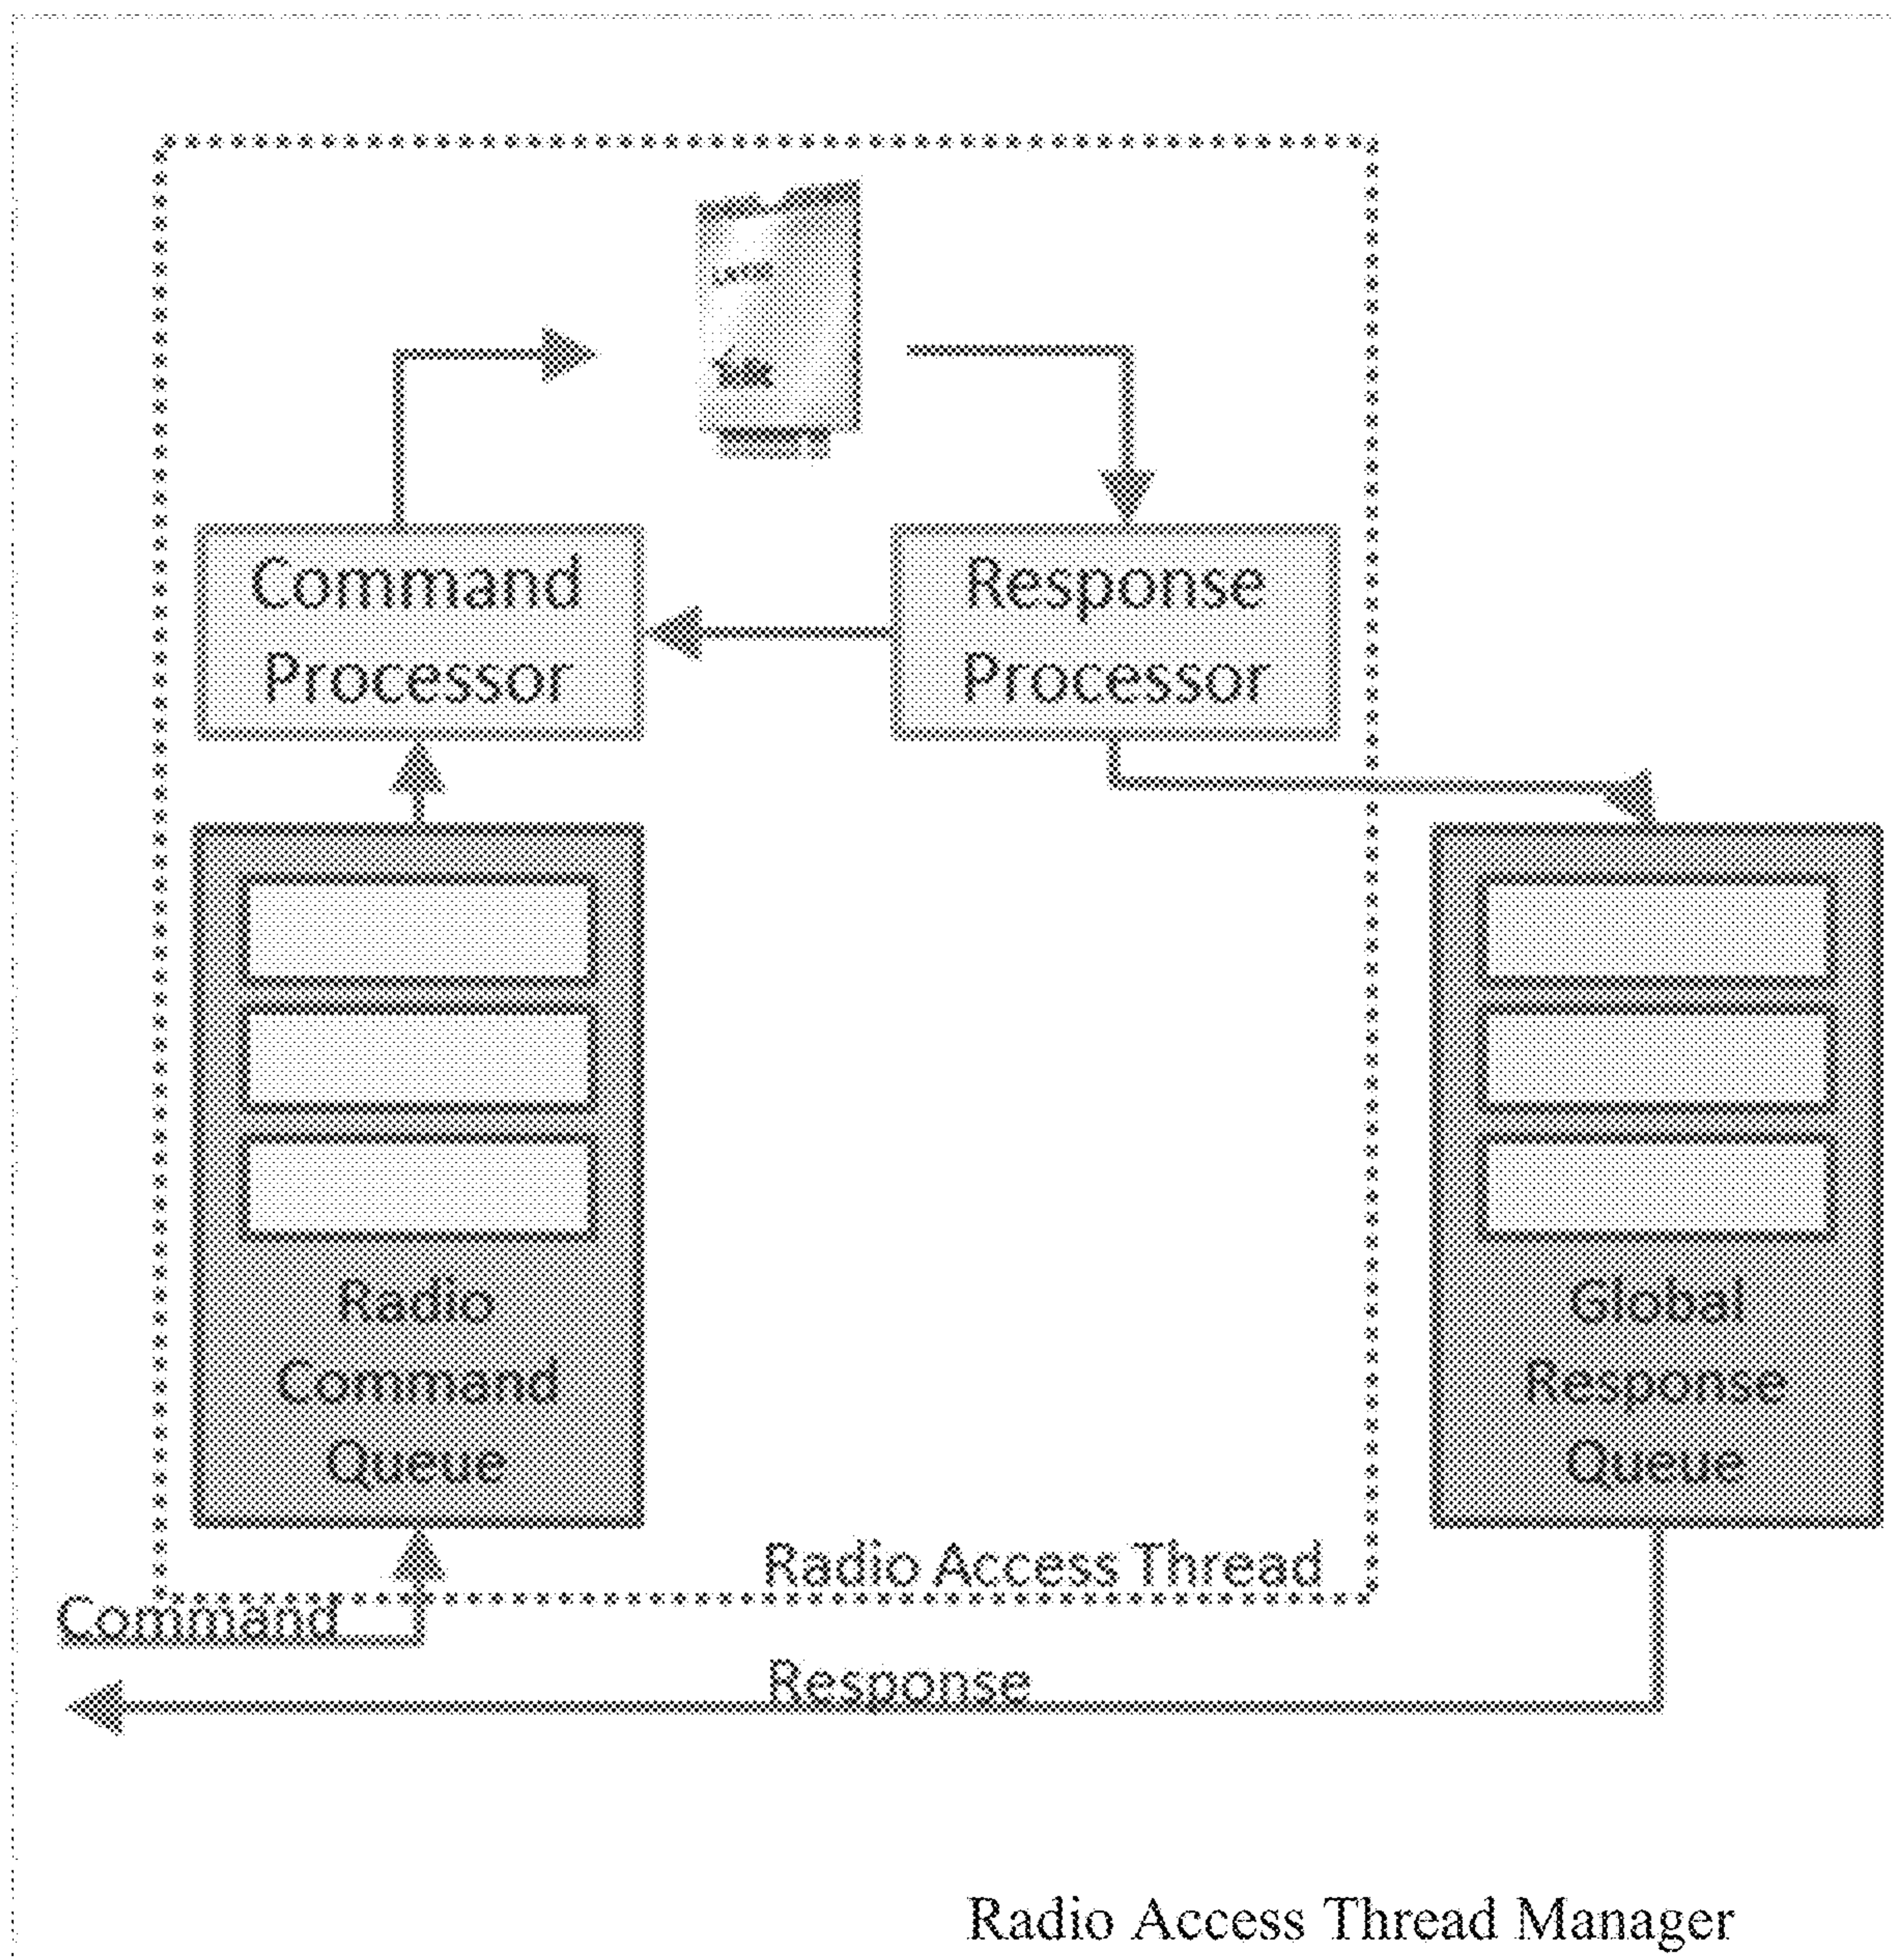 Command
Processor
Response
Processor
Radio
Command
Queue
Global
Response
Queue
Radio Access Thread
Command
Response
Radio Access Thread Manager